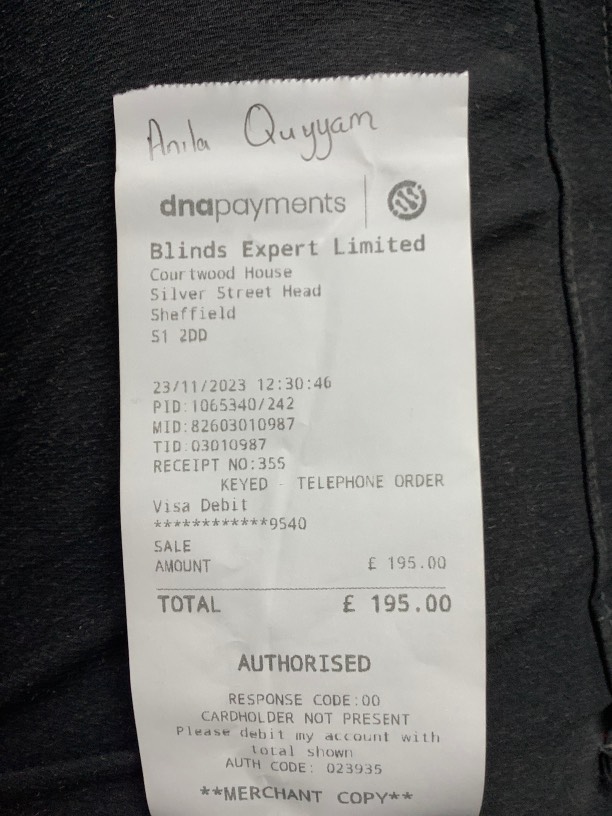 Anila Quyyam
dnapayments
Blinds Expert Limited
Courtwood House
Silver Street Head
Sheffield
S1 2DD
23/11/2023 12:30:46
PID:1065340/242
MID:82603010987
TID:03010987
RECEIPT NO:355
KEYED - TELEPHONE ORDER
Visa Debit
************9540
SALE
AMOUNT £ 195.00
TOTAL £ 195.00
AUTHORISED
RESPONSE CODE:00
CARDHOLDER NOT PRESENT
Please debit my account with
total shown
AUTH CODE: 023935
**MERCHANT COPY**